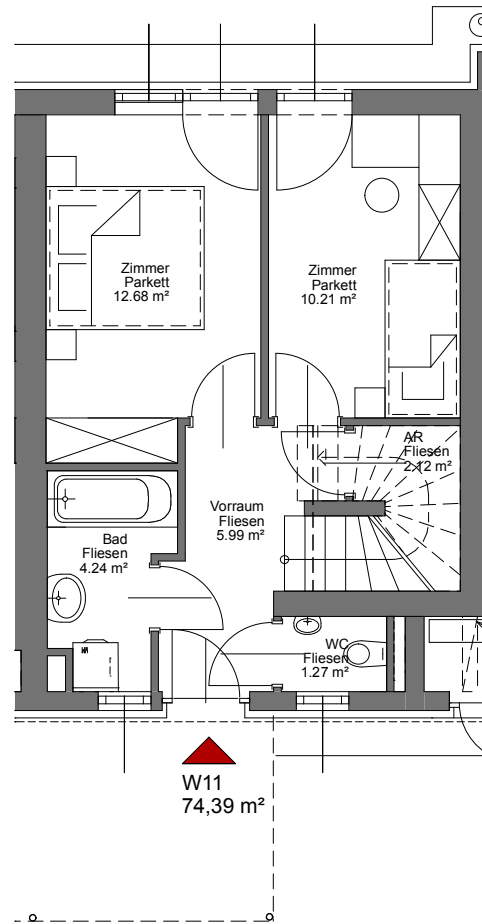 Zimmer
Parkett
12.68 m²
Zimmer
Parkett
10.21 m²
AR
Fliesen
2.12 m²
Vorraum
Fliesen
5.99 m²
Bad
Fliesen
4.24 m²
WC
Fliesen
1.27 m²
W11
74,39 m²